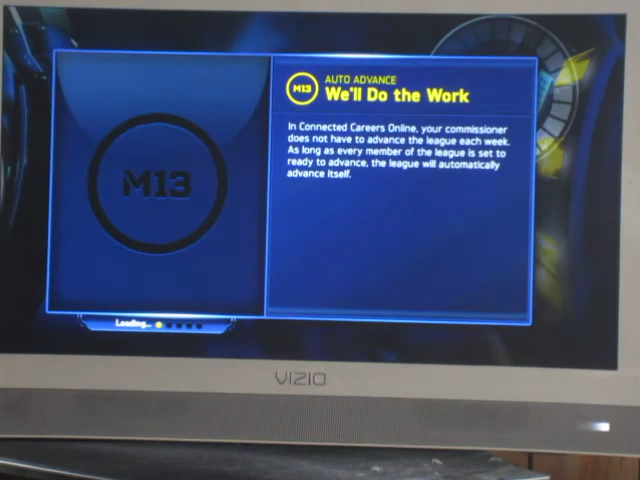 M13
M13
AUTO ADVANCE
We'll Do the Work
In Connected Careers Online, your commissioner
does not have to advance the league each week.
As long as every member of the league is set to
ready to advance, the league will automatically
advance itself.
Loading...
VIZIO